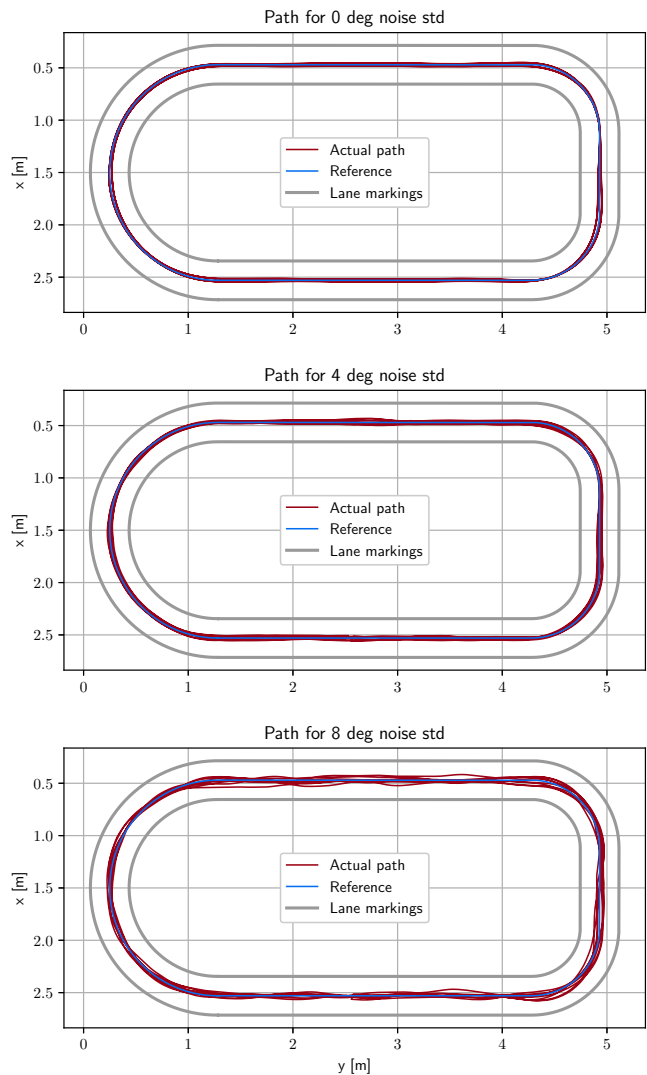 Path for 0 deg noise std
x [m]
0.5
1.0
1.5
2.0
2.5
Actual path
Reference
Lane markings
0 1 2 3 4 5
Path for 4 deg noise std
x [m]
0.5
1.0
1.5
2.0
2.5
Actual path
Reference
Lane markings
0 1 2 3 4 5
Path for 8 deg noise std
x [m]
0.5
1.0
1.5
2.0
2.5
Actual path
Reference
Lane markings
0 1 2 3 4 5
y [m]